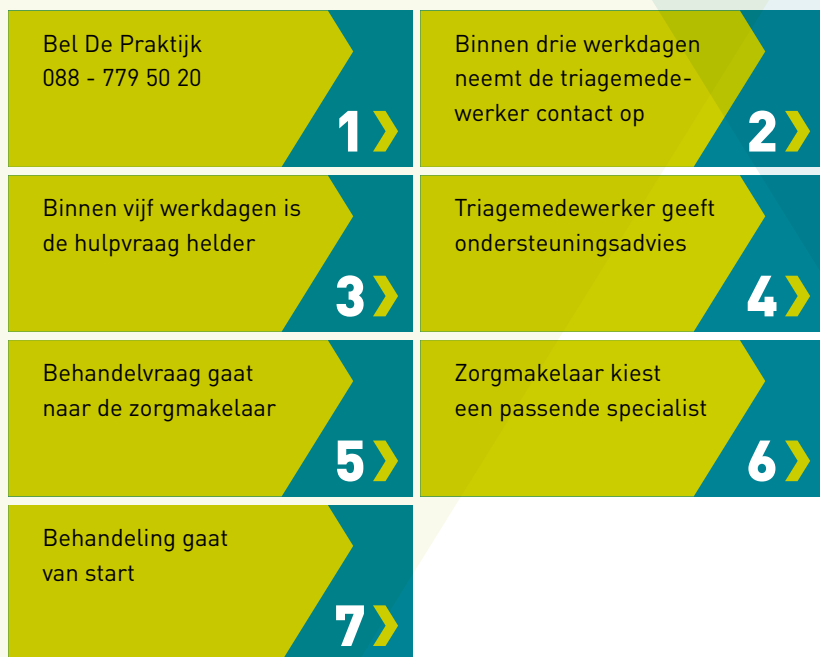 Bel De Praktijk
088 - 779 50 20
1
Binnen drie werkdagen
neemt de triagemede-
werker contact op
2
Binnen vijf werkdagen is
de hulpvraag helder
3
Triagemedewerker geeft
ondersteuningsadvies
4
Behandelvraag gaat
naar de zorgmakelaar
5
Zorgmakelaar kiest
een passende specialist
6
Behandeling gaat
van start
7